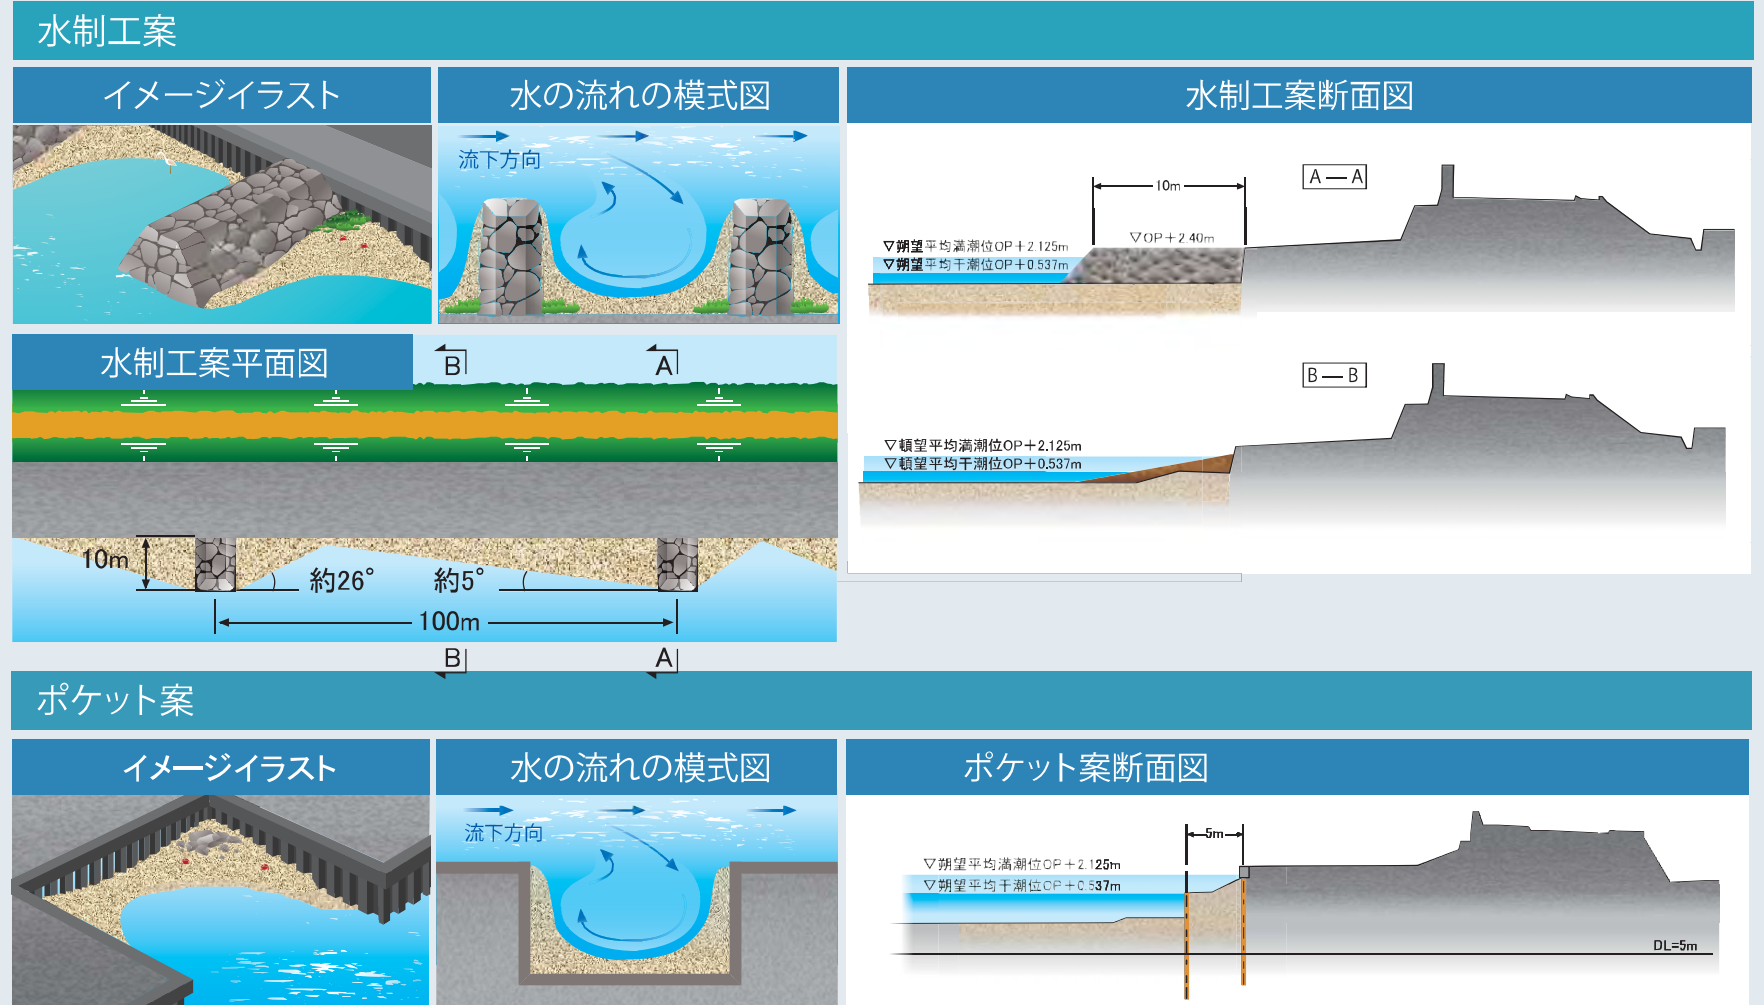 水制工案
イメージイラスト
水の流れの模式図
水制工案断面図
流下方向
A — A
10m
▽OP+2.40m
▽朔望平均満潮位OP+2.125m
▽朔望平均干潮位OP+0.537m
水制工案平面図
B
A
B — B
▽頓望平均満潮位OP+2.125m
▽頓望平均干潮位OP+0.537m
10m
約26°
約5°
100m
B
A
ポケット案
イメージイラスト
水の流れの模式図
ポケット案断面図
流下方向
5m
▽朔望平均満潮位OP+2.125m
▽朔望平均干潮位OP+0.537m
DL=5m